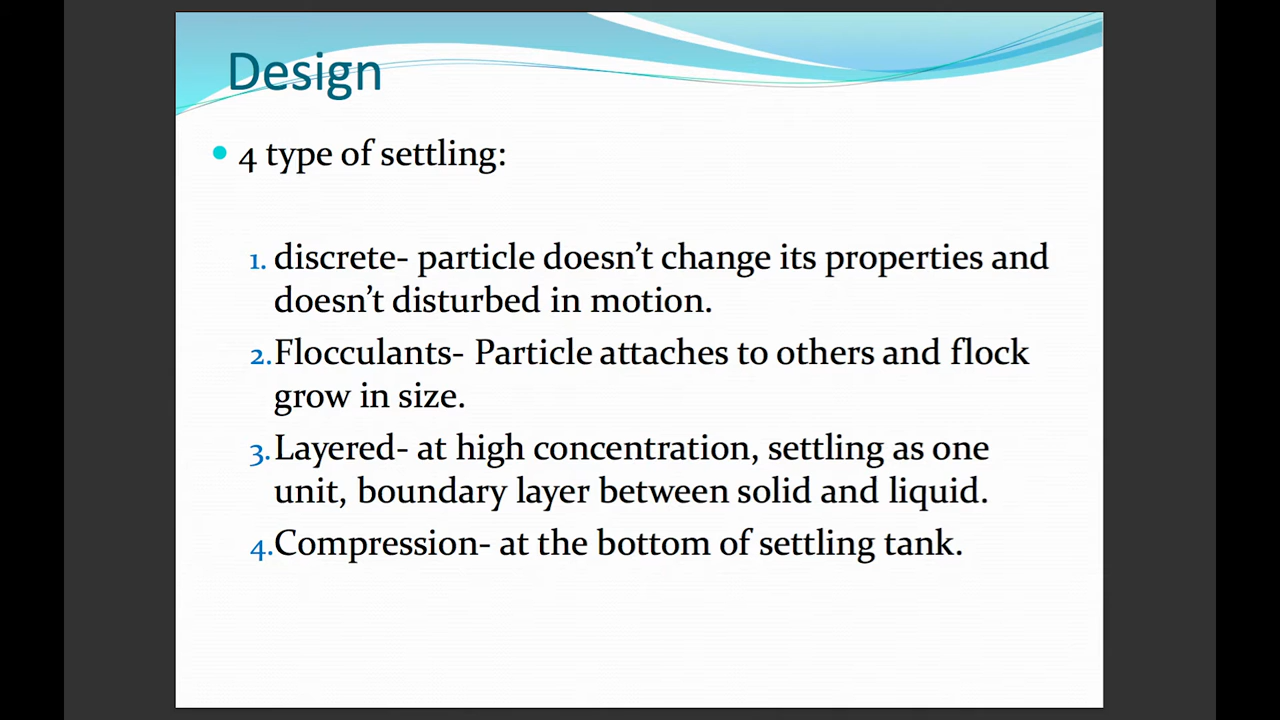 Design
• 4 type of settling:
1. discrete- particle doesn’t change its properties and
doesn’t disturbed in motion.
2. Flocculants- Particle attaches to others and flock
grow in size.
3. Layered- at high concentration, settling as one
unit, boundary layer between solid and liquid.
4. Compression- at the bottom of settling tank.